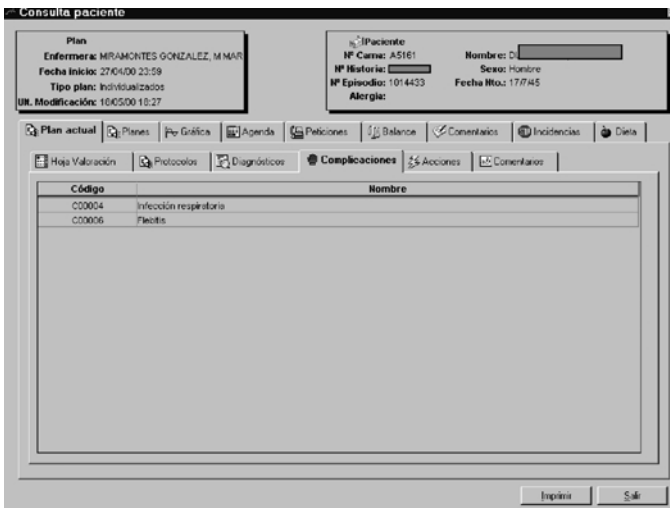 Consulta paciente
Plan
Enfermera: MIRAMONTES GONZALEZ, M MAR
Fecha inicio: 27/04/00 23:59
Tipo plan: Individualizados
Ult. Modificación: 16/05/00 18:27
Paciente
Nº Cama: A5161
Nombre: D
Nº Historia:
Sexo: Hombre
Nº Episodio: 1014433
Fecha Nto.: 17/7/45
Alergia:
Plan actual Planes Gráfica Agenda Peticiones Balance Comentarios Incidencias Dieta
Hoja Valoración Protocolos Diagnósticos Complicaciones Acciones Comentarios
Código Nombre
C00004 Infección respiratoria
C00006 Flebitis
Imprimir Salir